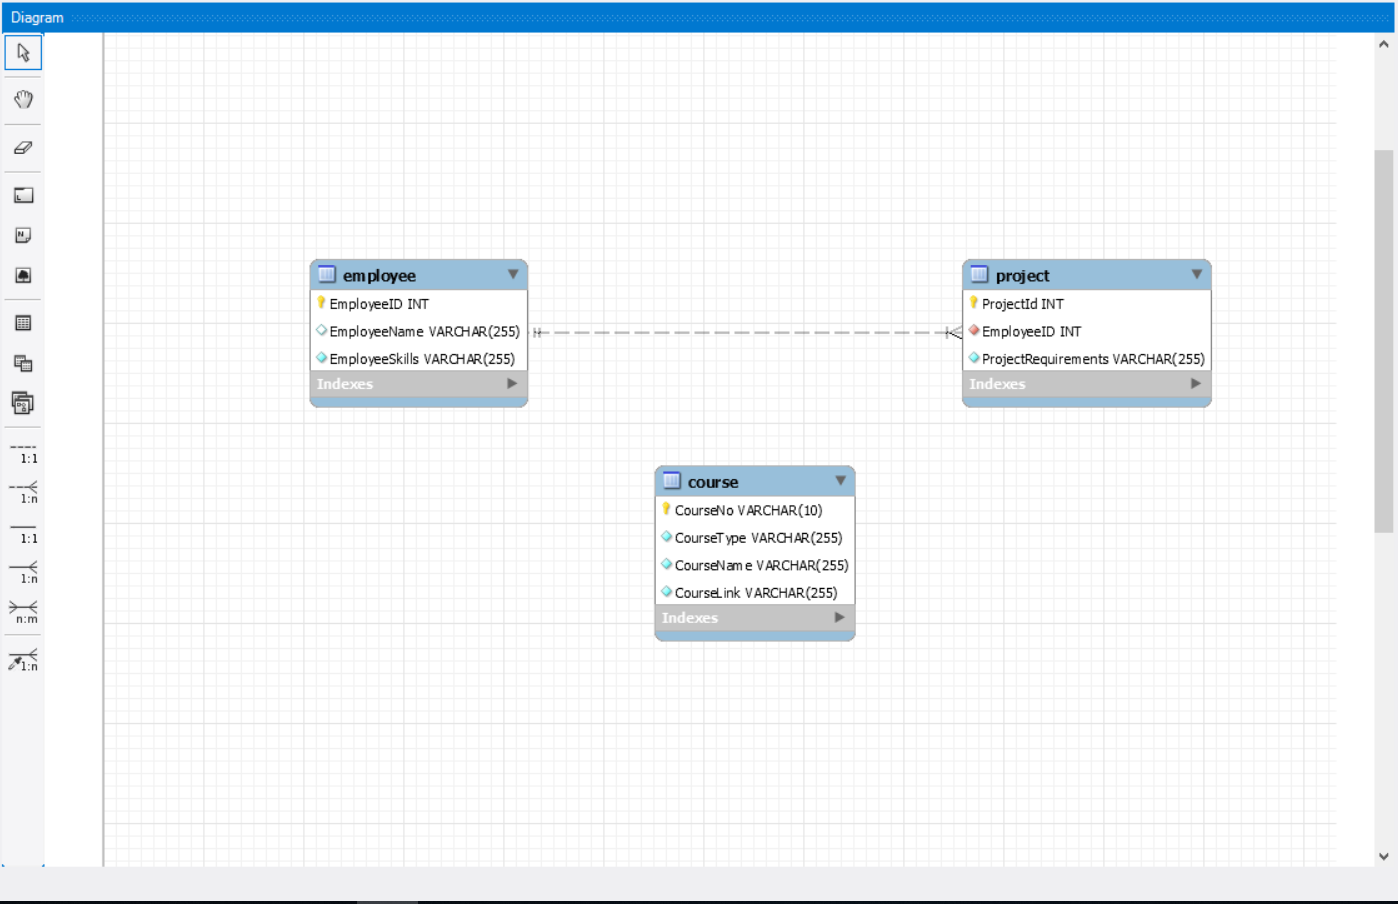 Diagram
employee
EmployeeID INT
EmployeeName VARCHAR(255)
EmployeeSkills VARCHAR(255)
Indexes
project
ProjectId INT
EmployeeID INT
ProjectRequirements VARCHAR(255)
Indexes
course
CourseNo VARCHAR(10)
CourseType VARCHAR(255)
CourseName VARCHAR(255)
CourseLink VARCHAR(255)
Indexes
1:1
1:n
1:1
1:n
n:m
1:n